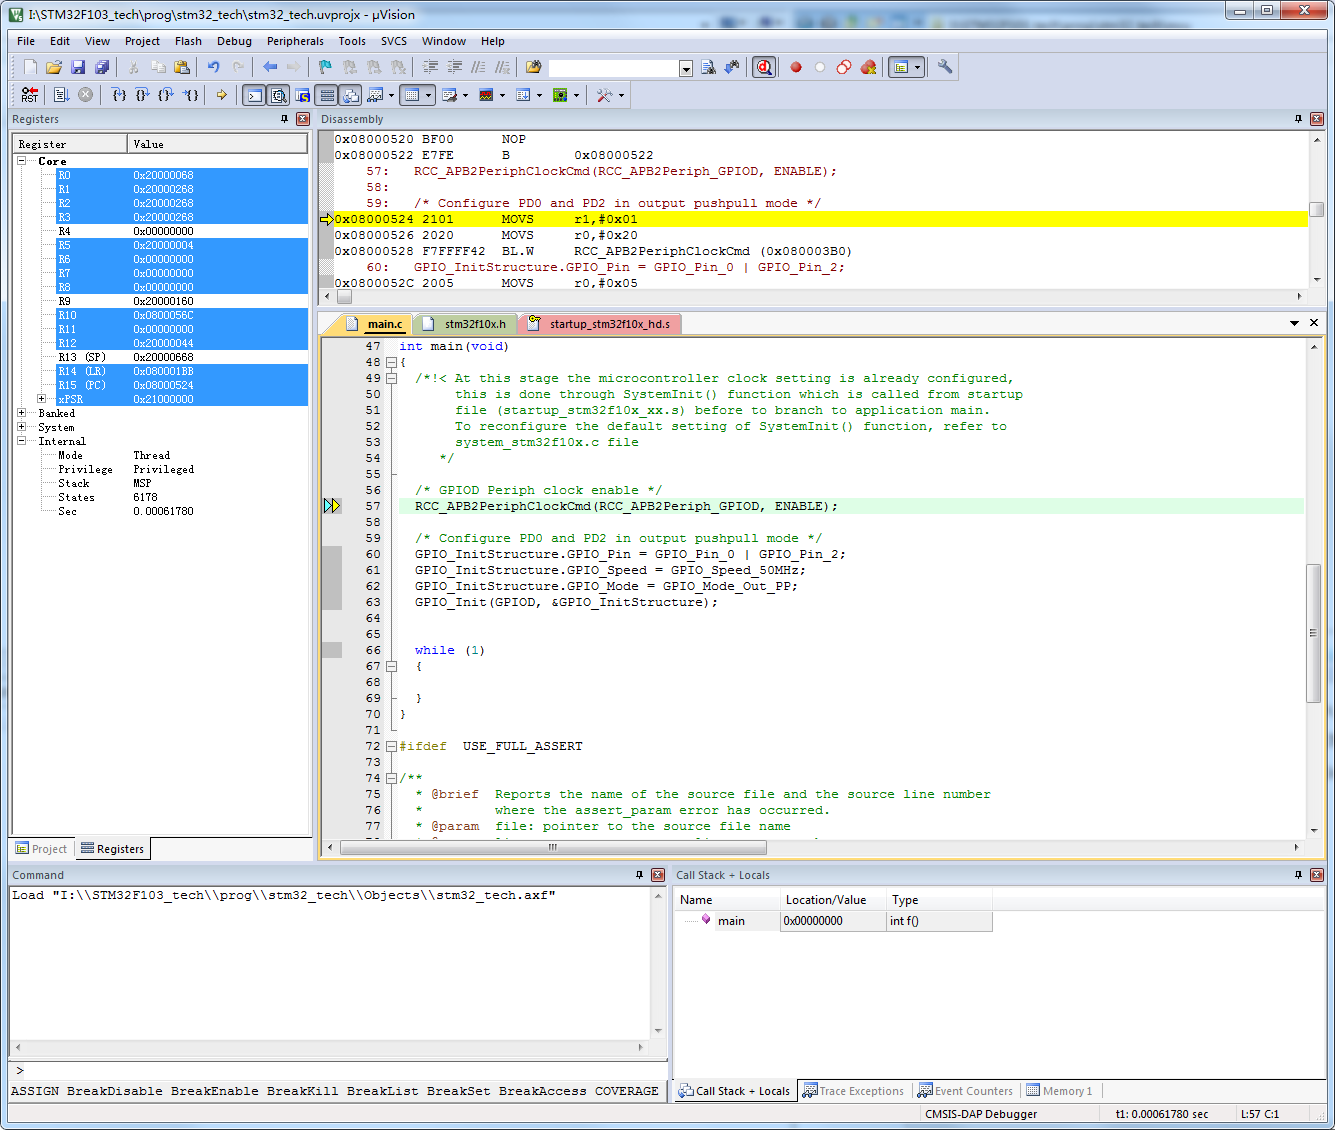 I:\STM32F103_tech\prog\stm32_tech\stm32_tech.uvprojx - µVision
File Edit View Project Flash Debug Peripherals Tools SVCS Window Help
RST
Registers
Register Value
Core
R0 0x20000068
R1 0x20000268
R2 0x20000268
R3 0x20000268
R4 0x00000000
R5 0x20000004
R6 0x00000000
R7 0x00000000
R8 0x00000000
R9 0x20000160
R10 0x0800056C
R11 0x00000000
R12 0x20000044
R13 (SP) 0x20000668
R14 (LR) 0x080001BB
R15 (PC) 0x08000524
xPSR 0x21000000
Banked
System
Internal
Mode Thread
Privilege Privileged
Stack MSP
States 6178
Sec 0.00061780
Project Registers
Disassembly
0x08000520 BF00 NOP
0x08000522 E7FE B 0x08000522
57: RCC_APB2PeriphClockCmd(RCC_APB2Periph_GPIOD, ENABLE);
58:
59: /* Configure PD0 and PD2 in output pushpull mode */
0x08000524 2101 MOVS r1,#0x01
0x08000526 2020 MOVS r0,#0x20
0x08000528 F7FFFF42 BL.W RCC_APB2PeriphClockCmd (0x080003B0)
60: GPIO_InitStructure.GPIO_Pin = GPIO_Pin_0 | GPIO_Pin_2;
0x0800052C 2005 MOVS r0,#0x05
main.c stm32f10x.h startup_stm32f10x_hd.s
47 int main(void)
48 {
49 /*!< At this stage the microcontroller clock setting is already configured,
50 this is done through SystemInit() function which is called from startup
51 file (startup_stm32f10x_xx.s) before to branch to application main.
52 To reconfigure the default setting of SystemInit() function, refer to
53 system_stm32f10x.c file
54 */
55
56 /* GPIOD Periph clock enable */
57 RCC_APB2PeriphClockCmd(RCC_APB2Periph_GPIOD, ENABLE);
58
59 /* Configure PD0 and PD2 in output pushpull mode */
60 GPIO_InitStructure.GPIO_Pin = GPIO_Pin_0 | GPIO_Pin_2;
61 GPIO_InitStructure.GPIO_Speed = GPIO_Speed_50MHz;
62 GPIO_InitStructure.GPIO_Mode = GPIO_Mode_Out_PP;
63 GPIO_Init(GPIOD, &GPIO_InitStructure);
64
65
66 while (1)
67 {
68
69 }
70 }
71
72 #ifdef USE_FULL_ASSERT
73
74 /**
75 * @brief Reports the name of the source file and the source line number
76 * where the assert_param error has occurred.
77 * @param file: pointer to the source file name
Command
Load "I:\\STM32F103_tech\\prog\\stm32_tech\\Objects\\stm32_tech.axf"
>
ASSIGN BreakDisable BreakEnable BreakKill BreakList BreakSet BreakAccess COVERAGE
Call Stack + Locals
Name Location/Value Type
main 0x00000000 int f()
Call Stack + Locals Trace Exceptions Event Counters Memory 1
CMSIS-DAP Debugger t1: 0.00061780 sec L:57 C:1